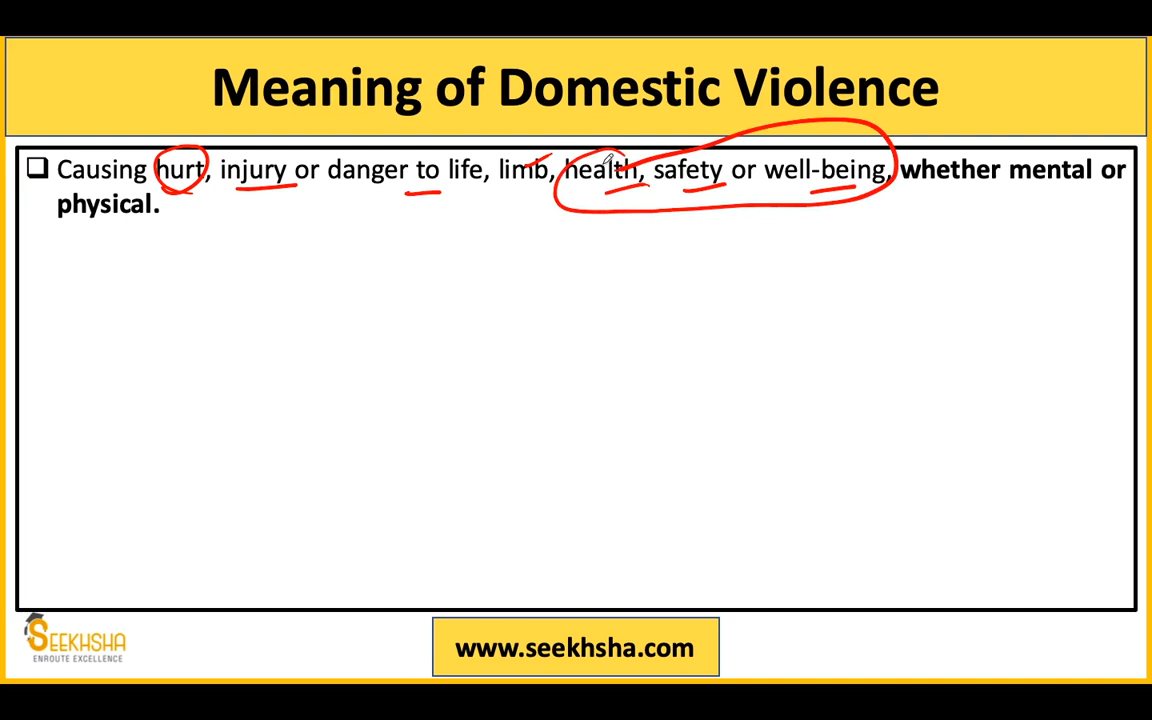 Meaning of Domestic Violence
❑ Causing hurt, injury or danger to life, limb, health, safety or well-being, whether mental or
physical.
SEEKHSHA
ENROUTE EXCELLENCE
www.seekhsha.com